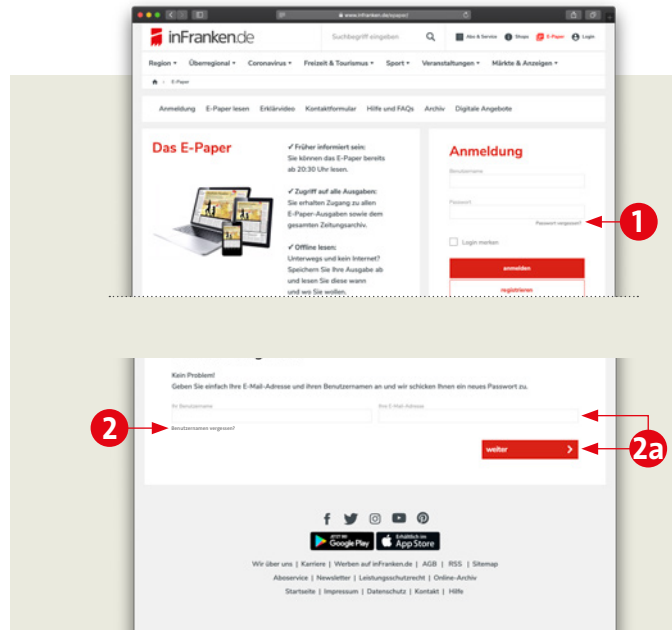 www.infranken.de/epaper/
inFranken.de
Suchbegriff eingeben
Abo & Service Shops E-Paper Login
Region Überregional Coronavirus Freizeit & Tourismus Sport Veranstaltungen Märkte & Anzeigen
E-Paper
Anmeldung E-Paper lesen Erklärvideo Kontaktformular Hilfe und FAQs Archiv Digitale Angebote
Das E-Paper
✓ Früher informiert sein:
Sie können das E-Paper bereits
ab 20:30 Uhr lesen.
✓ Zugriff auf alle Ausgaben:
Sie erhalten Zugang zu allen
E-Paper-Ausgaben sowie dem
gesamten Zeitungsarchiv.
✓ Offline lesen:
Unterwegs und kein Internet?
Speichern Sie Ihre Ausgabe ab
und lesen Sie diese wann
und wo Sie wollen.
Anmeldung
Benutzername
Passwort
Passwort vergessen?
1
Login merken
anmelden
registrieren
Kein Problem!
Geben Sie einfach Ihre E-Mail-Adresse und ihren Benutzernamen an und wir schicken Ihnen ein neues Passwort zu.
Ihr Benutzername Ihre E-Mail-Adresse
2
Benutzernamen vergessen?
2a
weiter
JETZT BEI
Google Play
Erhältlich im
App Store
Wir über uns | Karriere | Werben auf inFranken.de | AGB | RSS | Sitemap
Aboservice | Newsletter | Leistungsschutzrecht | Online-Archiv
Startseite | Impressum | Datenschutz | Kontakt | Hilfe